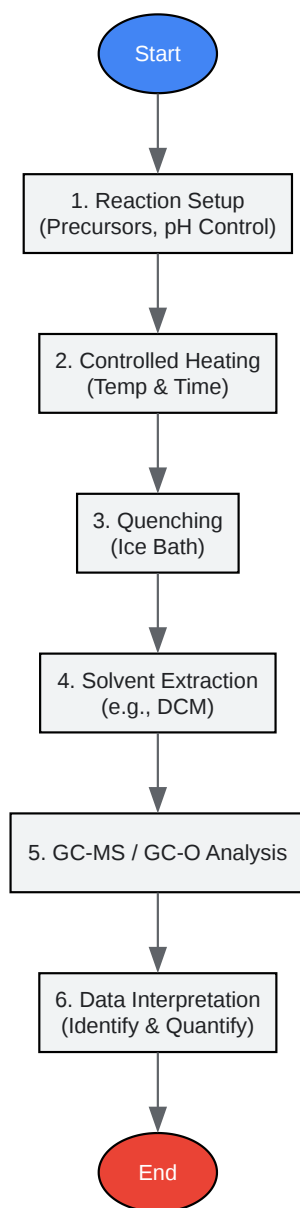 Start
1. Reaction Setup
(Precursors, pH Control)
2. Controlled Heating
(Temp & Time)
3. Quenching
(Ice Bath)
4. Solvent Extraction
(e.g., DCM)
5. GC-MS / GC-O Analysis
6. Data Interpretation
(Identify & Quantify)
End